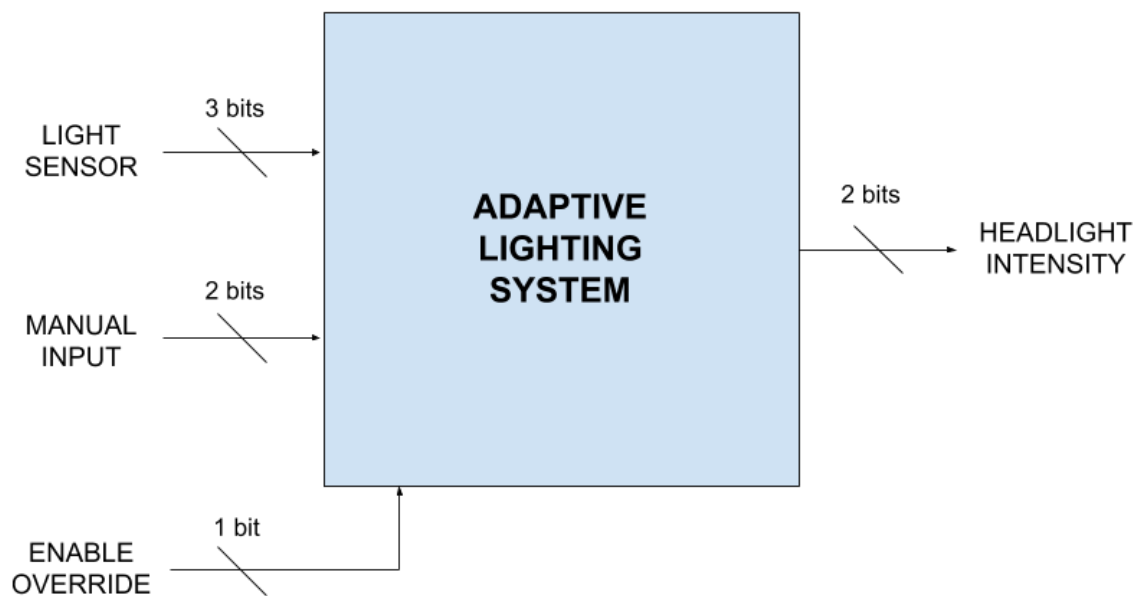 3 bits
LIGHT
SENSOR
ADAPTIVE
LIGHTING
SYSTEM
2 bits
HEADLIGHT
INTENSITY
2 bits
MANUAL
INPUT
1 bit
ENABLE
OVERRIDE